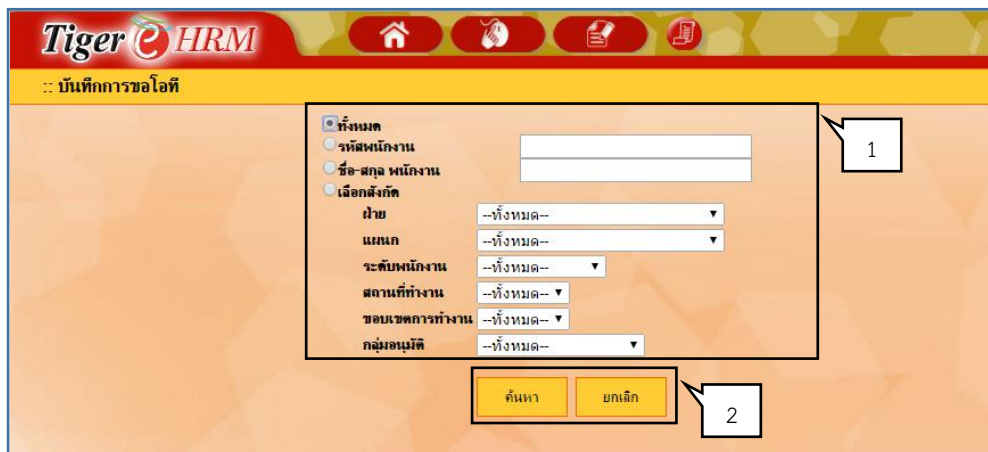 Tiger e HRM
:: บันทึกการขอโอที
ทั้งหมด
รหัสพนักงาน
ชื่อ-สกุล พนักงาน
เลือกสังกัด
ฝ่าย --ทั้งหมด--
แผนก --ทั้งหมด--
ระดับพนักงาน --ทั้งหมด--
สถานที่ทำงาน --ทั้งหมด--
ขอบเขตการทำงาน --ทั้งหมด--
กลุ่มอนุมัติ --ทั้งหมด--
1
ค้นหา ยกเลิก
2